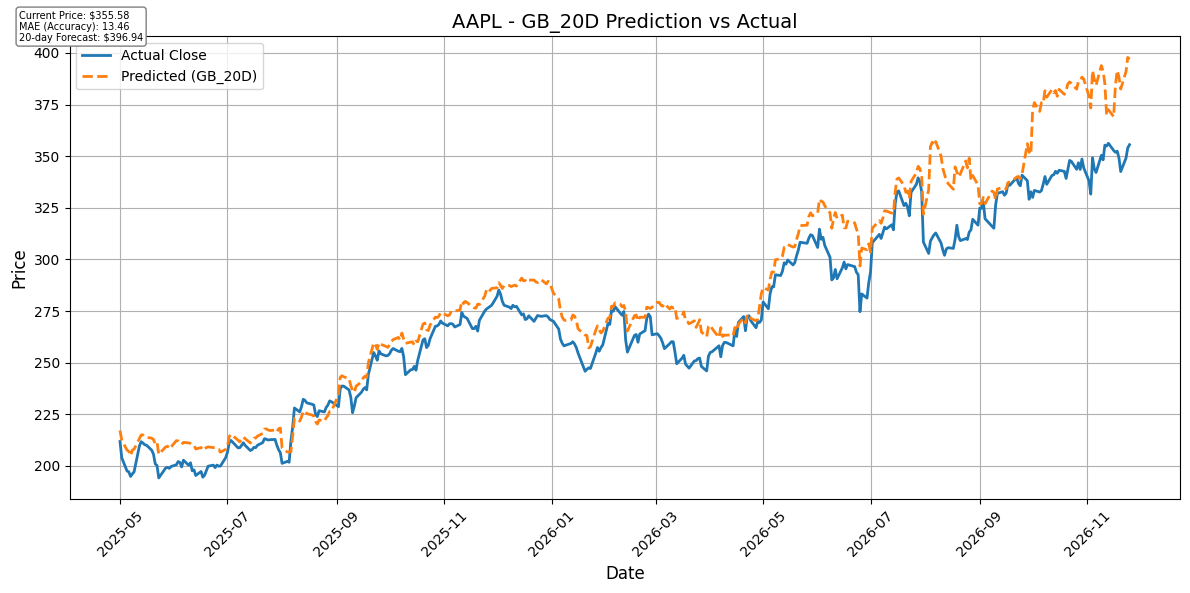 AAPL - GB_20D Prediction vs Actual
Current Price: $355.58
MAE (Accuracy): 13.46
20-day Forecast: $396.94
Actual Close
Predicted (GB_20D)
400
375
350
325
300
275
250
225
200
Price
2025-05
2025-07
2025-09
2025-11
2026-01
2026-03
2026-05
2026-07
2026-09
2026-11
Date